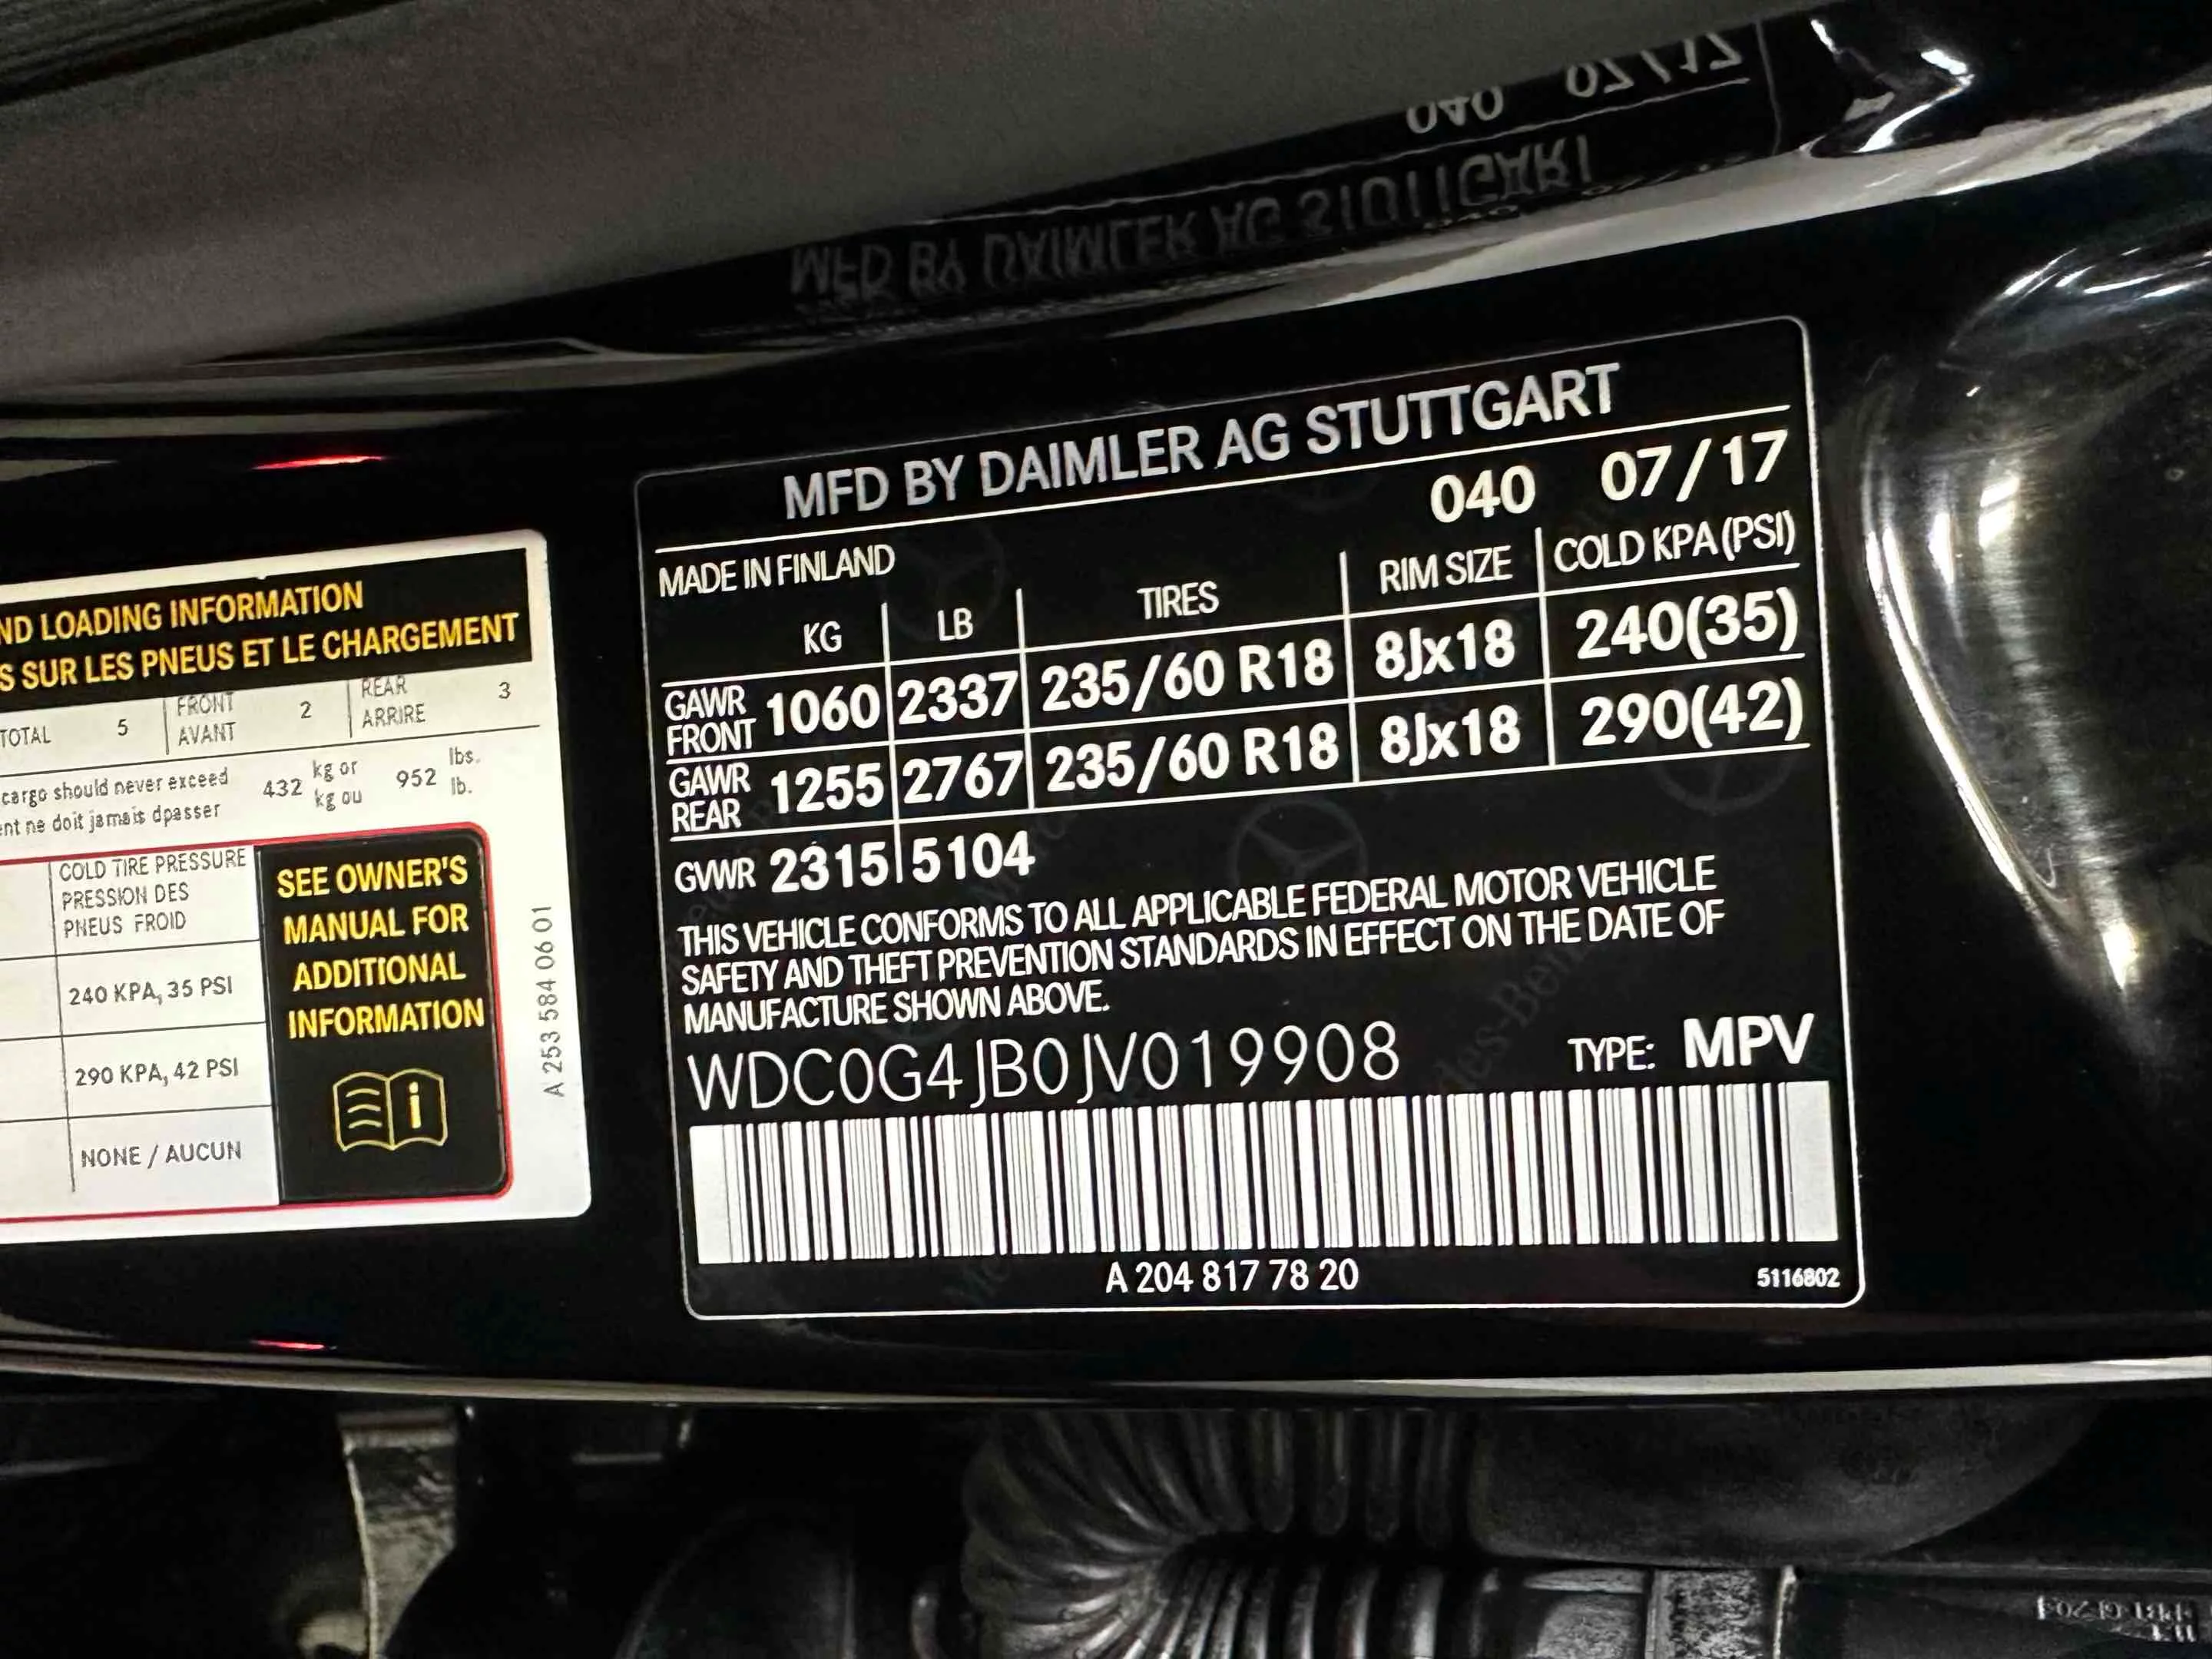 ND LOADING INFORMATION
S SUR LES PNEUS ET LE CHARGEMENT
TOTAL 5 FRONT AVANT 2 REAR ARRIRE 3
cargo should never exceed 432 kg or 952 lbs.
ent ne doit jamais dpasser kg ou lb.
COLD TIRE PRESSURE
PRESSION DES
PNEUS FROID
240 KPA, 35 PSI
290 KPA, 42 PSI
NONE / AUCUN
SEE OWNER'S
MANUAL FOR
ADDITIONAL
INFORMATION
A 253 584 06 01
MFD BY DAIMLER AG STUTTGART
040 07/17
MADE IN FINLAND
KG LB TIRES RIM SIZE COLD KPA (PSI)
GAWR FRONT 1060 2337 235/60 R18 8Jx18 240(35)
GAWR REAR 1255 2767 235/60 R18 8Jx18 290(42)
GVWR 2315 5104
THIS VEHICLE CONFORMS TO ALL APPLICABLE FEDERAL MOTOR VEHICLE
SAFETY AND THEFT PREVENTION STANDARDS IN EFFECT ON THE DATE OF
MANUFACTURE SHOWN ABOVE.
WDC0G4JB0JV019908 TYPE: MPV
A 204 817 78 20 5116802